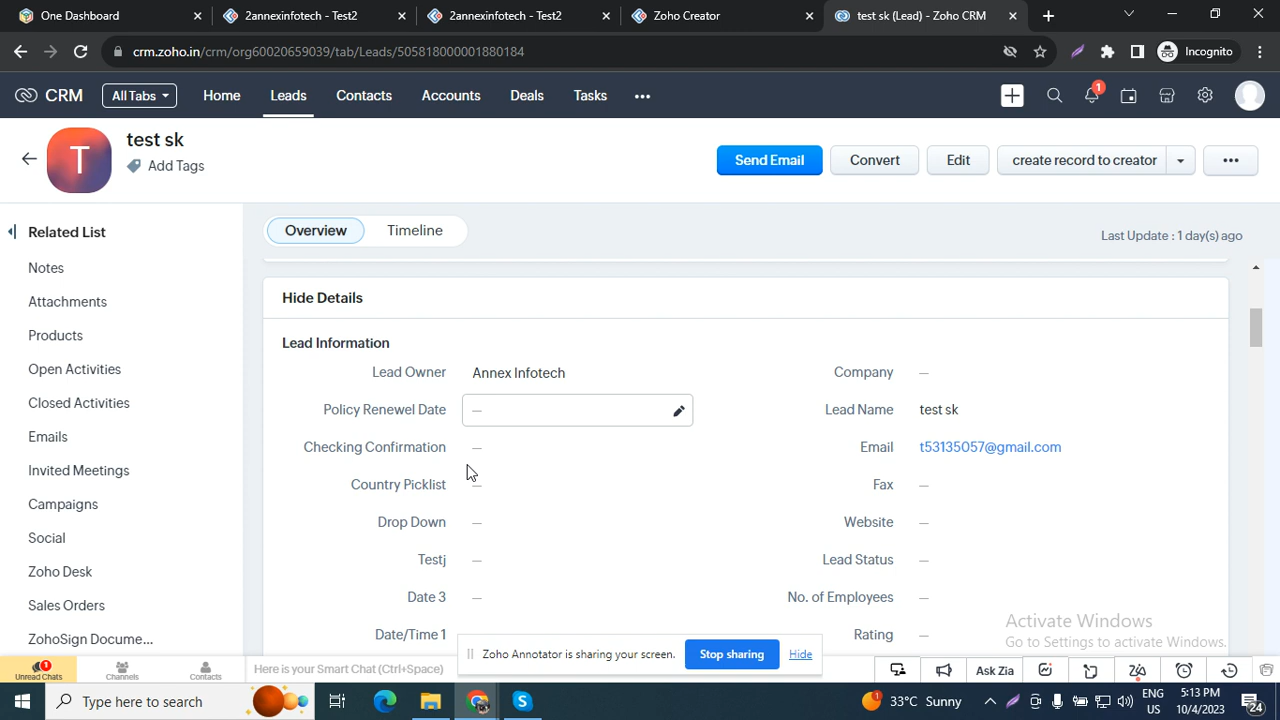 One Dashboard
2annexinfotech - Test2
2annexinfotech - Test2
Zoho Creator
test sk (Lead) - Zoho CRM
crm.zoho.in/crm/org60020659039/tab/Leads/505818000001880184
Incognito
CRM
All Tabs
Home
Leads
Contacts
Accounts
Deals
Tasks
1
T
test sk
Add Tags
Send Email
Convert
Edit
create record to creator
Related List
Notes
Attachments
Products
Open Activities
Closed Activities
Emails
Invited Meetings
Campaigns
Social
Zoho Desk
Sales Orders
ZohoSign Docume...
Overview
Timeline
Last Update : 1 day(s) ago
Hide Details
Lead Information
Lead Owner Annex Infotech
Company —
Policy Renewel Date —
Lead Name test sk
Checking Confirmation —
Email t53135057@gmail.com
Country Picklist —
Fax —
Drop Down —
Website —
Testj —
Lead Status —
Date 3 —
No. of Employees —
Date/Time 1
Rating —
Activate Windows
Go to Settings to activate Windows.
Zoho Annotator is sharing your screen.
Stop sharing
Hide
1
Unread Chats
Channels
Contacts
Here is your Smart Chat (Ctrl+Space)
Ask Zia
Type here to search
1
33°C Sunny
ENG
US
5:13 PM
10/4/2023
24